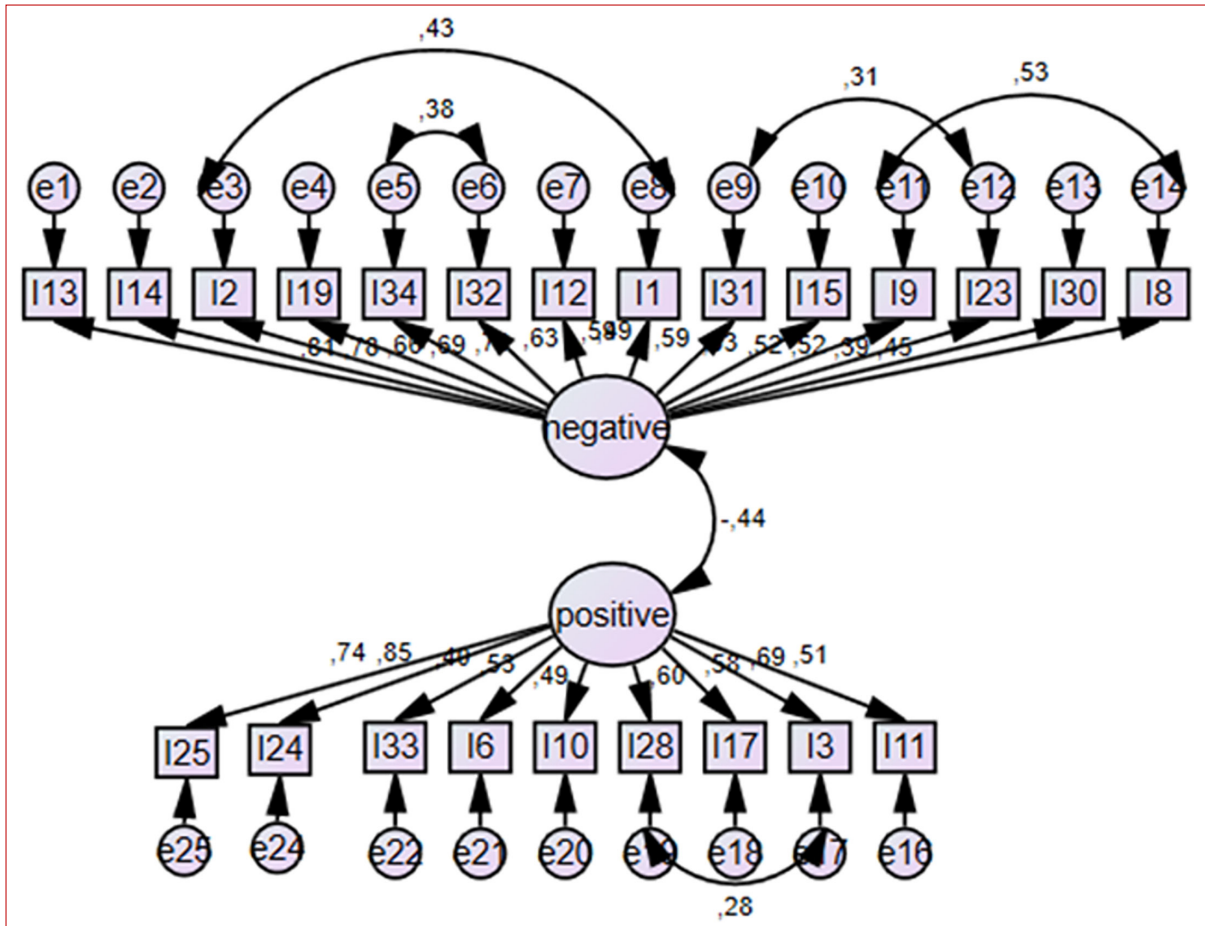 ,43
,53
,31
,38
e1 e2 e3 e4 e5 e6 e7 e8 e9 e10 e11 e12 e13 e14
I13 I14 I2 I19 I34 I32 I12 I1 I31 I15 I9 I23 I30 I8
,81 ,78 ,66 ,69 ,63 ,59 ,52 ,52 ,39 ,45
negative
-,44
positive
,74 ,85 ,40 ,53 ,49 ,60 ,58 ,69 ,51
I25 I24 I33 I6 I10 I28 I17 I3 I11
e25 e24 e22 e21 e20 e19 e18 e17 e16
,28